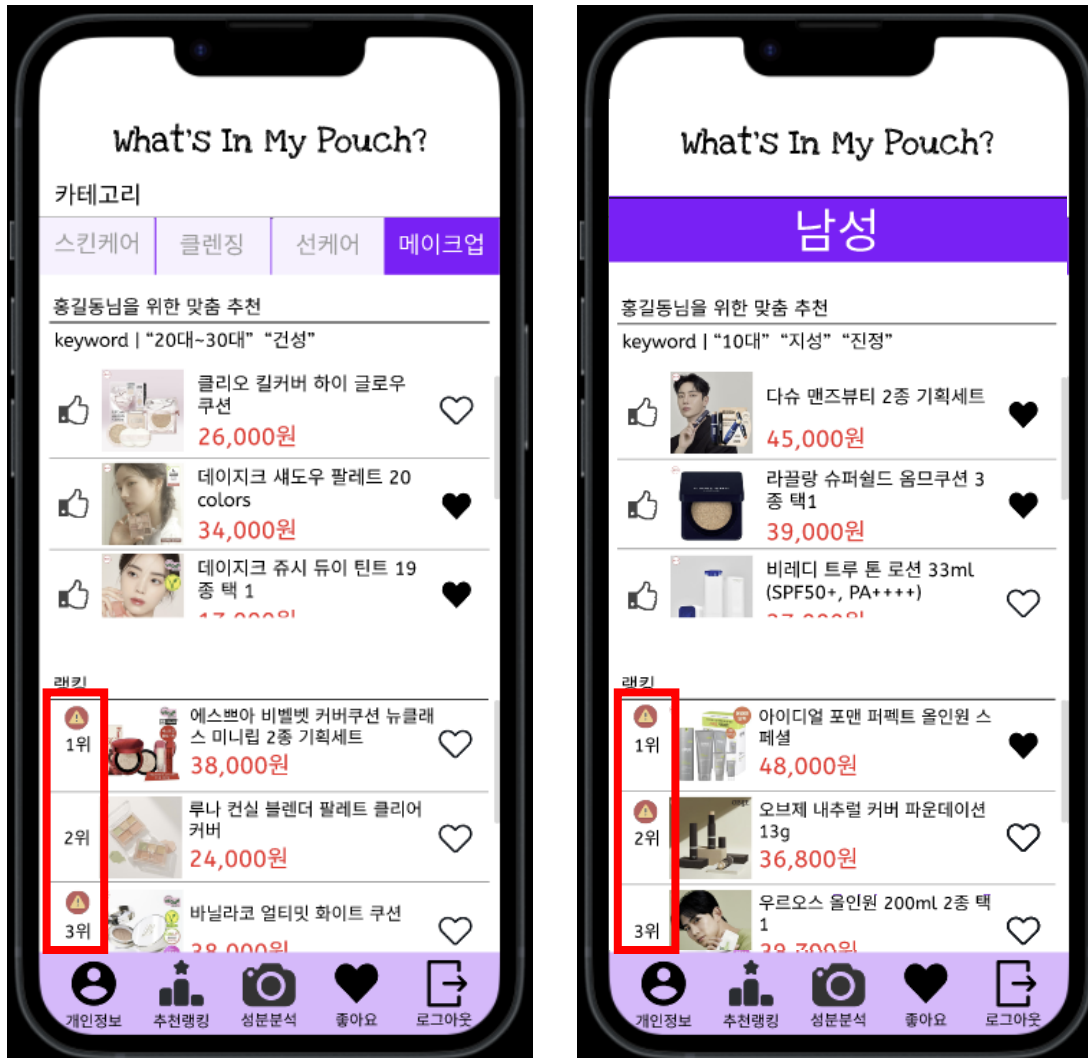 What's In My Pouch?
카테고리
스킨케어 클렌징 선케어 메이크업
홍길동님을 위한 맞춤 추천
keyword | “20대~30대” “건성”
클리오 킬커버 하이 글로우
쿠션
26,000원
데이지크 섀도우 팔레트 20
colors
34,000원
데이지크 쥬시 듀이 틴트 19
종 택 1
랭킹
1위
에스쁘아 비벨벳 커버쿠션 뉴클래
스 미니립 2종 기획세트
38,000원
2위
루나 컨실 블렌더 팔레트 클리어
커버
24,000원
3위
바닐라코 얼티밋 화이트 쿠션
38,000원
개인정보 추천랭킹 성분분석 좋아요 로그아웃
What's In My Pouch?
남성
홍길동님을 위한 맞춤 추천
keyword | “10대” “지성” “진정”
다슈 맨즈뷰티 2종 기획세트
45,000원
라끌랑 슈퍼쉴드 옴므쿠션 3
종 택1
39,000원
비레디 트루 톤 로션 33ml
(SPF50+, PA++++)
랭킹
1위
아이디얼 포맨 퍼펙트 올인원 스
페셜
48,000원
2위
오브제 내추럴 커버 파운데이션
13g
36,800원
3위
우르오스 올인원 200ml 2종 택
1
개인정보 추천랭킹 성분분석 좋아요 로그아웃